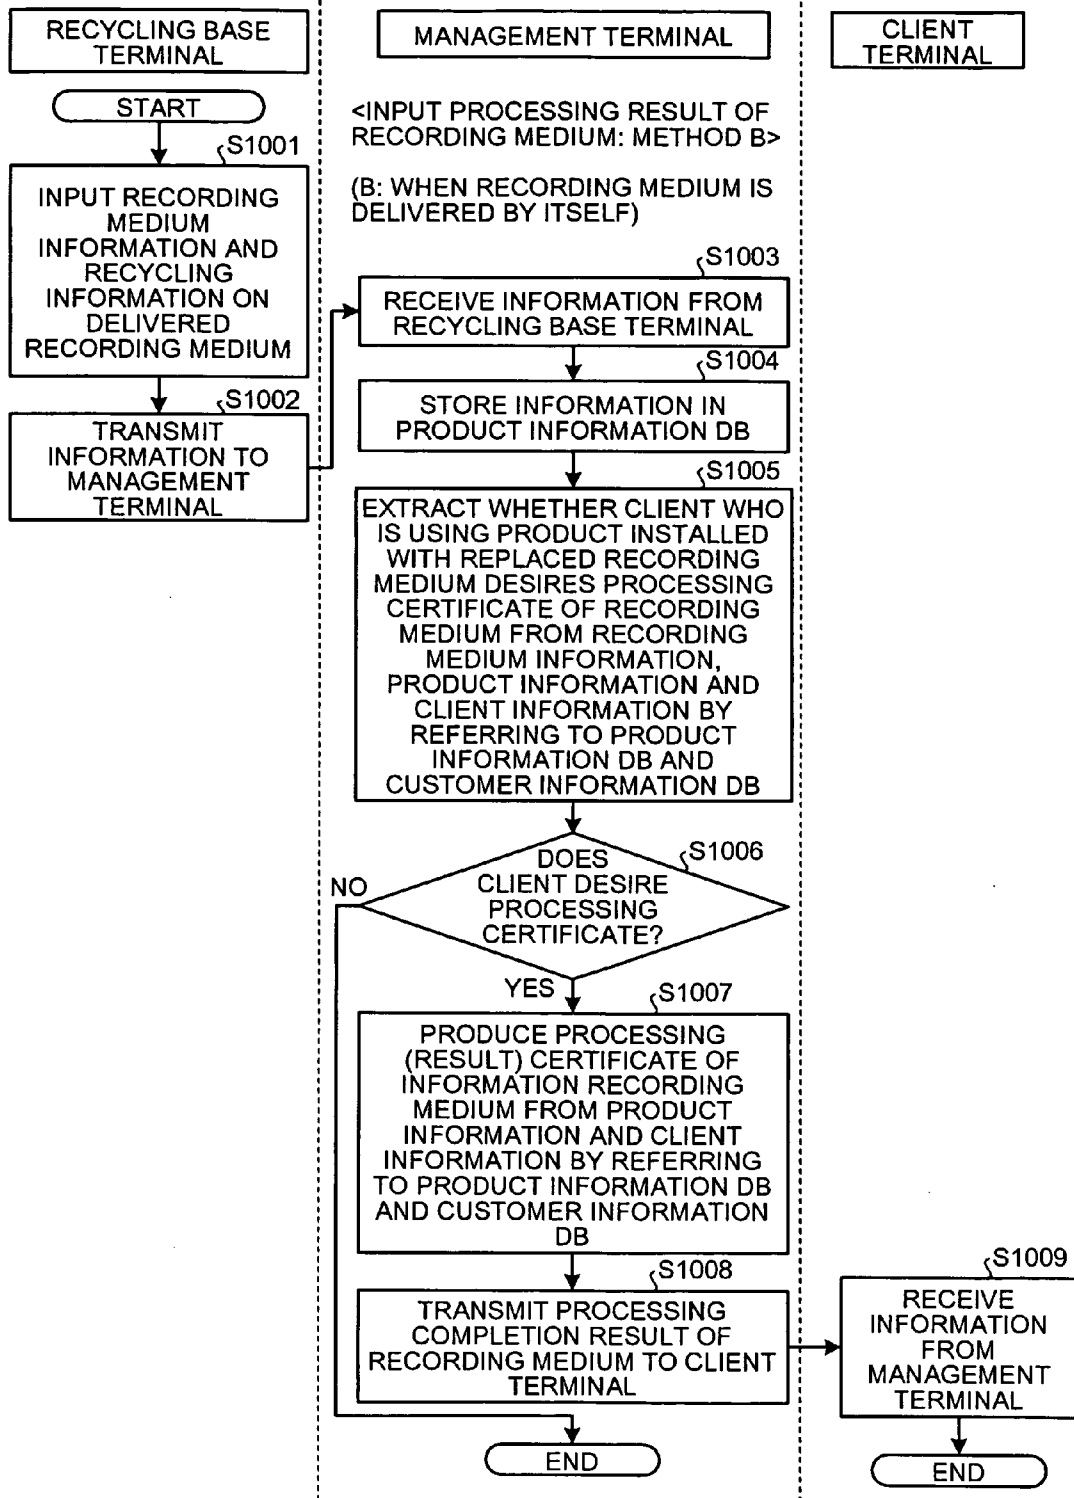 RECYCLING BASE
TERMINAL
MANAGEMENT TERMINAL
CLIENT
TERMINAL
START
<INPUT PROCESSING RESULT OF
RECORDING MEDIUM: METHOD B>
(B: WHEN RECORDING MEDIUM IS
DELIVERED BY ITSELF)
S1001
INPUT RECORDING
MEDIUM
INFORMATION AND
RECYCLING
INFORMATION ON
DELIVERED
RECORDING MEDIUM
S1002
TRANSMIT
INFORMATION TO
MANAGEMENT
TERMINAL
S1003
RECEIVE INFORMATION FROM
RECYCLING BASE TERMINAL
S1004
STORE INFORMATION IN
PRODUCT INFORMATION DB
S1005
EXTRACT WHETHER CLIENT WHO
IS USING PRODUCT INSTALLED
WITH REPLACED RECORDING
MEDIUM DESIRES PROCESSING
CERTIFICATE OF RECORDING
MEDIUM FROM RECORDING
MEDIUM INFORMATION,
PRODUCT INFORMATION AND
CLIENT INFORMATION BY
REFERRING TO PRODUCT
INFORMATION DB AND
CUSTOMER INFORMATION DB
S1006
DOES
CLIENT DESIRE
PROCESSING
CERTIFICATE?
NO
YES
S1007
PRODUCE PROCESSING
(RESULT) CERTIFICATE OF
INFORMATION RECORDING
MEDIUM FROM PRODUCT
INFORMATION AND CLIENT
INFORMATION BY REFERRING
TO PRODUCT INFORMATION DB
AND CUSTOMER INFORMATION
DB
S1008
TRANSMIT PROCESSING
COMPLETION RESULT OF
RECORDING MEDIUM TO CLIENT
TERMINAL
S1009
RECEIVE
INFORMATION
FROM
MANAGEMENT
TERMINAL
END
END